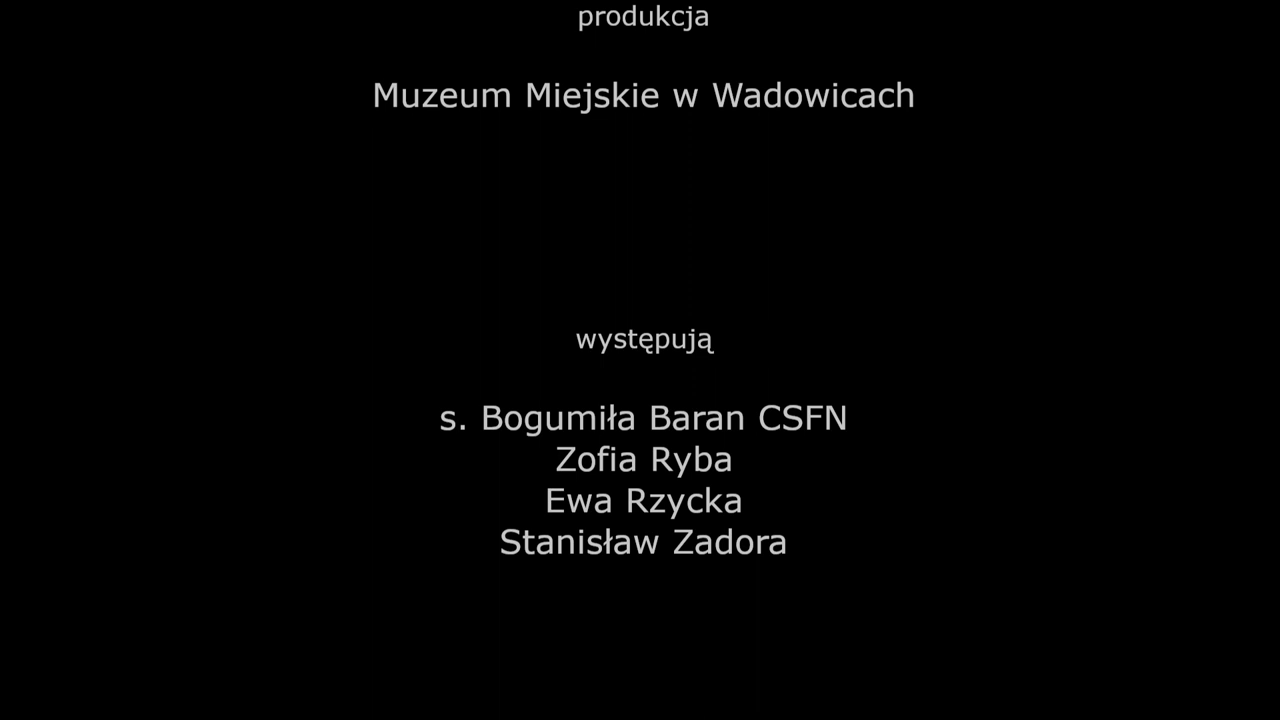 produkcja
Muzeum Miejskie w Wadowicach
występują
s. Bogumiła Baran CSFN
Zofia Ryba
Ewa Rzycka
Stanisław Zadora